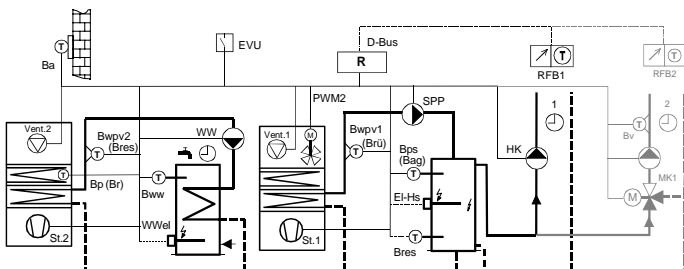 D-Bus
EVU
T
Ba
R
T
RFB1
T
RFB2
PWM2
SPP
1
2
Vent.2
Bwpv2
(Bres)
T
WW
Vent.1
M
Bwpv1
(Brü)
T
Bps
(Bag)
T
HK
Bv
T
MK1
T
Bp (Br)
T
Bww
El-Hs
M
WWel
St.2
St.1
Bres
T